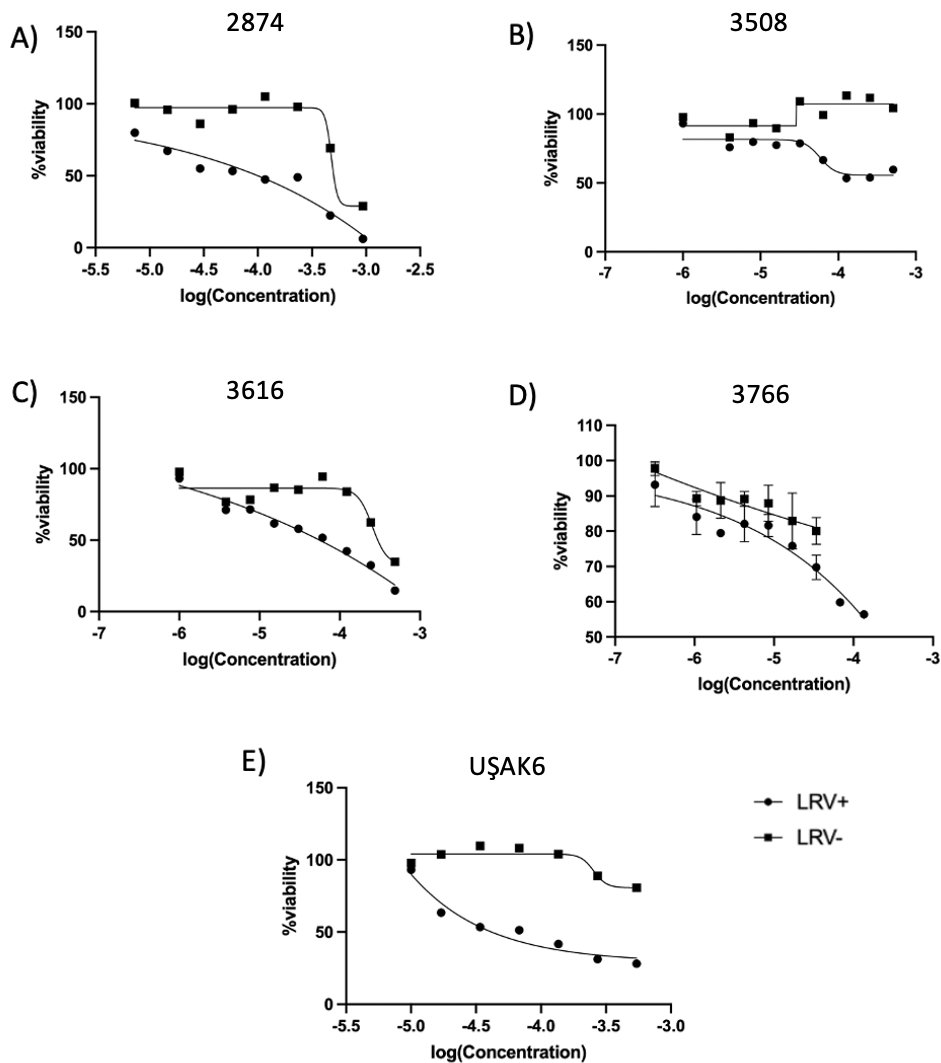 A)
2874
%viability
150
100
50
0
-5.5 -5.0 -4.5 -4.0 -3.5 -3.0 -2.5
log(Concentration)
B)
3508
%viability
150
100
50
0
-7 -6 -5 -4 -3
log(Concentration)
C)
3616
%viability
150
100
50
0
-7 -6 -5 -4 -3
log(Concentration)
D)
3766
%viability
110
100
90
80
70
60
50
-7 -6 -5 -4 -3
log(Concentration)
E)
UŞAK6
%viability
150
100
50
0
-5.5 -5.0 -4.5 -4.0 -3.5 -3.0
log(Concentration)
LRV+
LRV-